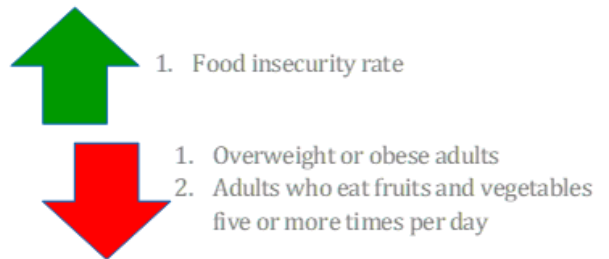 1. Food insecurity rate
1. Overweight or obese adults
2. Adults who eat fruits and vegetables
five or more times per day